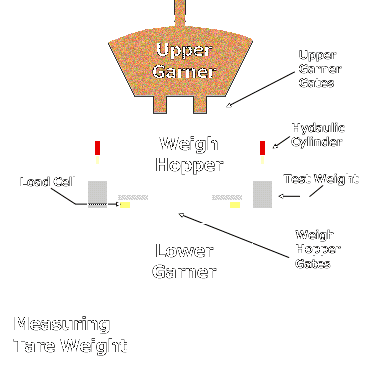 Upper
Garner
Upper
Garner
Gates
Hydaulic
Cylinder
Weigh
Hopper
Load Cell
Test Weight
Weigh
Hopper
Gates
Lower
Garner
Measuring
Tare Weight